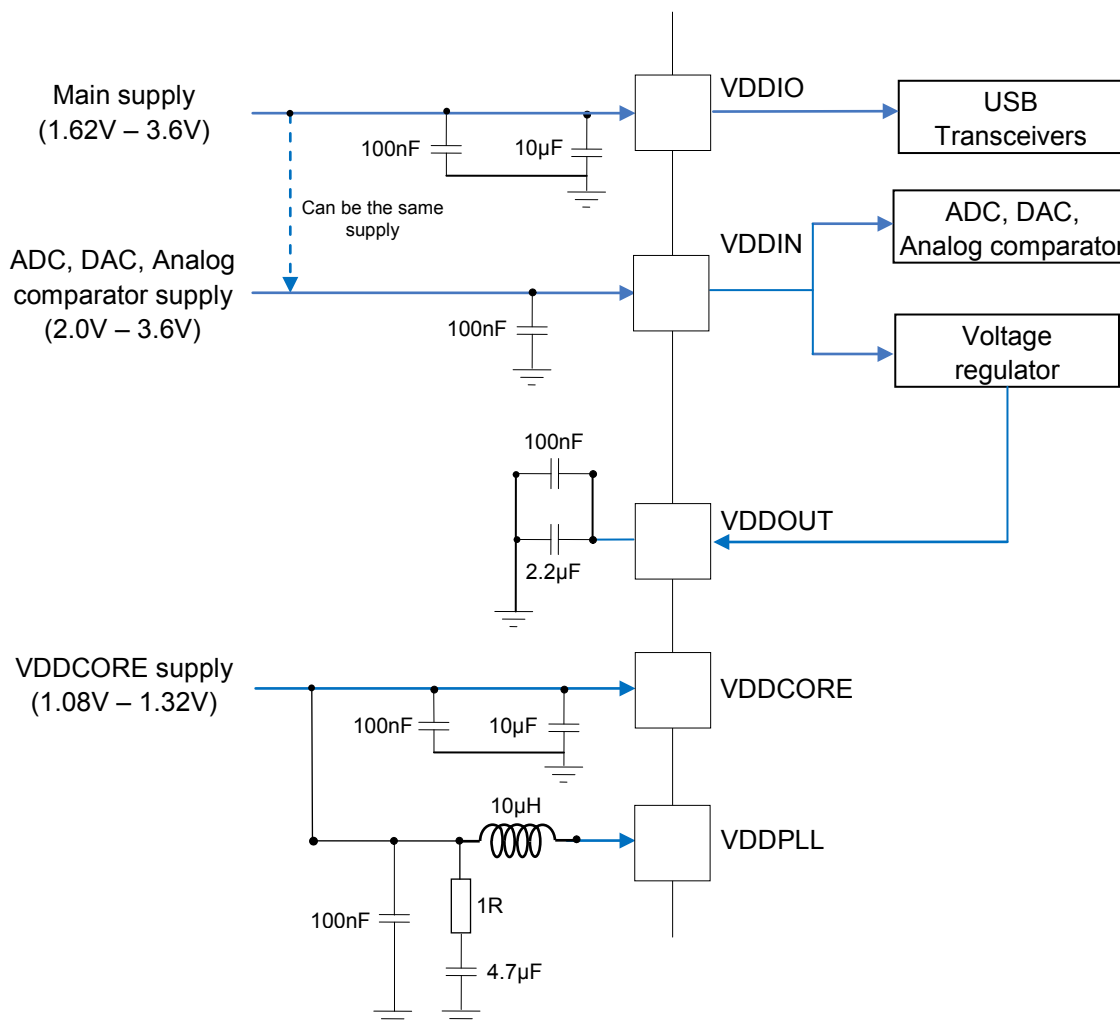 Main supply
(1.62V – 3.6V)
100nF
10µF
VDDIO
USB
Transceivers
Can be the same
supply
ADC, DAC, Analog
comparator supply
(2.0V – 3.6V)
100nF
VDDIN
ADC, DAC,
Analog comparator
Voltage
regulator
100nF
2.2µF
VDDOUT
VDDCORE supply
(1.08V – 1.32V)
100nF
10µF
VDDCORE
10µH
VDDPLL
100nF
1R
4.7µF